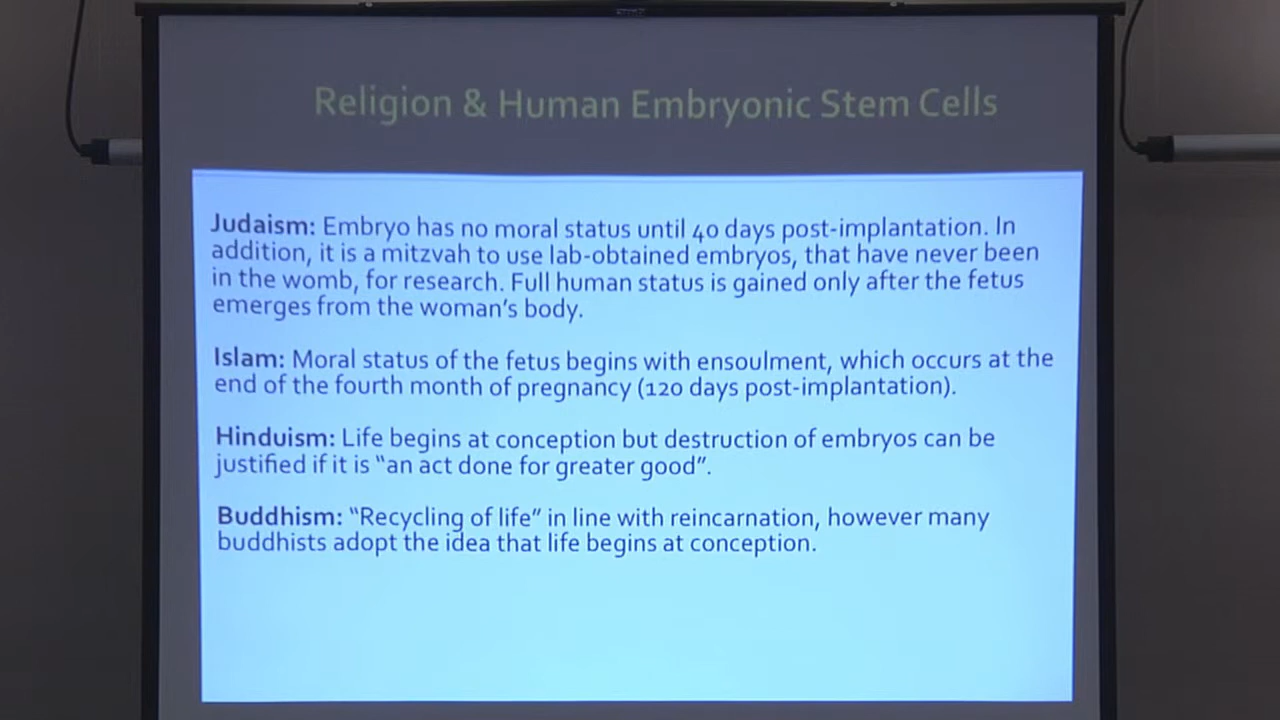 Religion & Human Embryonic Stem Cells
Judaism: Embryo has no moral status until 40 days post-implantation. In
addition, it is a mitzvah to use lab-obtained embryos, that have never been
in the womb, for research. Full human status is gained only after the fetus
emerges from the woman's body.
Islam: Moral status of the fetus begins with ensoulment, which occurs at the
end of the fourth month of pregnancy (120 days post-implantation).
Hinduism: Life begins at conception but destruction of embryos can be
justified if it is “an act done for greater good”.
Buddhism: “Recycling of life” in line with reincarnation, however many
buddhists adopt the idea that life begins at conception.